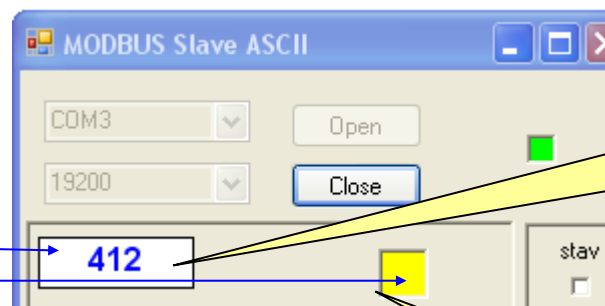 MODBUS Slave ASCII
COM3
Open
19200
Close
412
stav